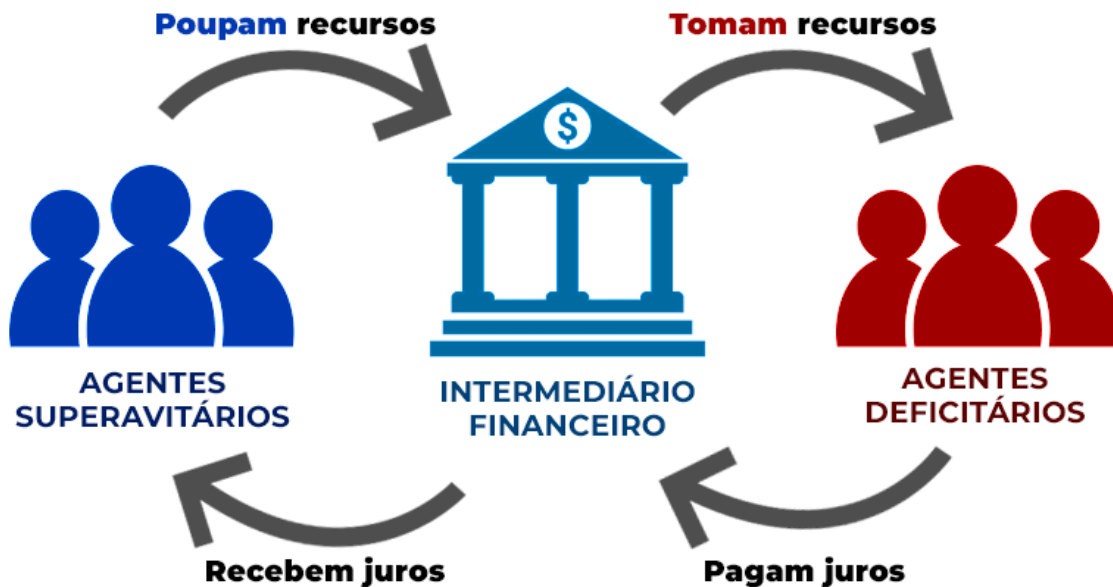 Poupam recursos
Tomam recursos
$
AGENTES
SUPERAVITÁRIOS
INTERMEDIÁRIO
FINANCEIRO
AGENTES
DEFICITÁRIOS
Recebem juros
Pagam juros